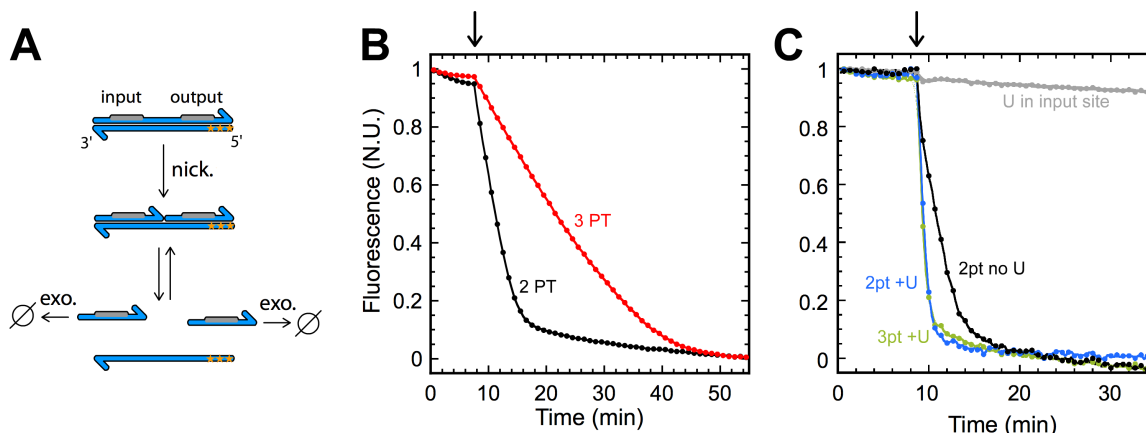 A
input output
3' 5'
nick.
exo. exo.
B
Fluorescence (N.U.)
1
0.8
0.6
0.4
0.2
0
3 PT
2 PT
0 10 20 30 40 50
Time (min)
C
1
0.8
0.6
0.4
0.2
0
U in input site
2pt no U
2pt +U
3pt +U
0 10 20 30
Time (min)